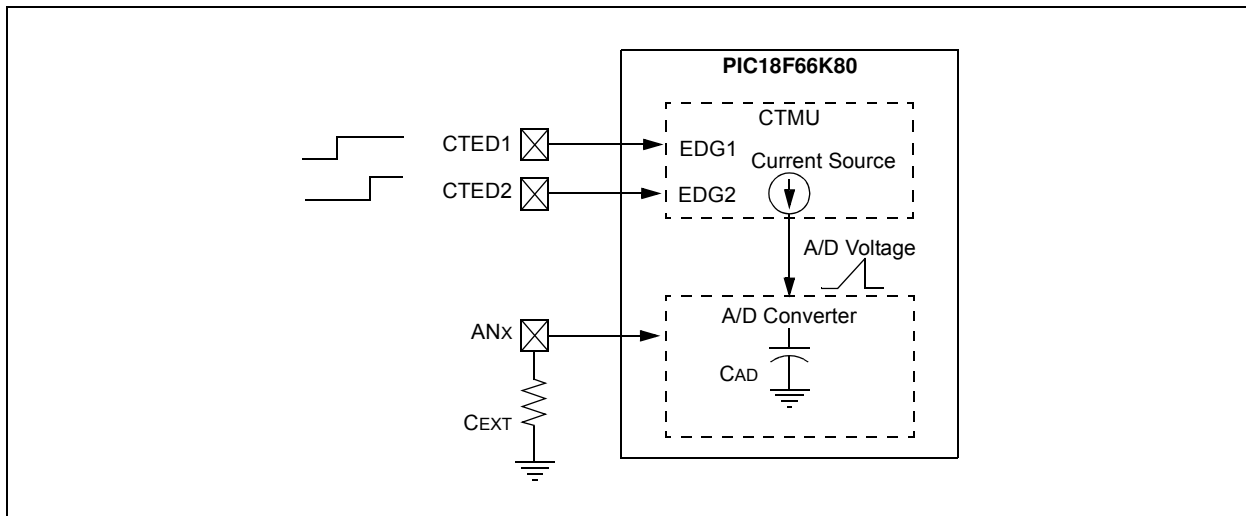 PIC18F66K80
CTMU
CTED1
EDG1
Current Source
CTED2
EDG2
A/D Voltage
A/D Converter
ANX
CAD
CEXT